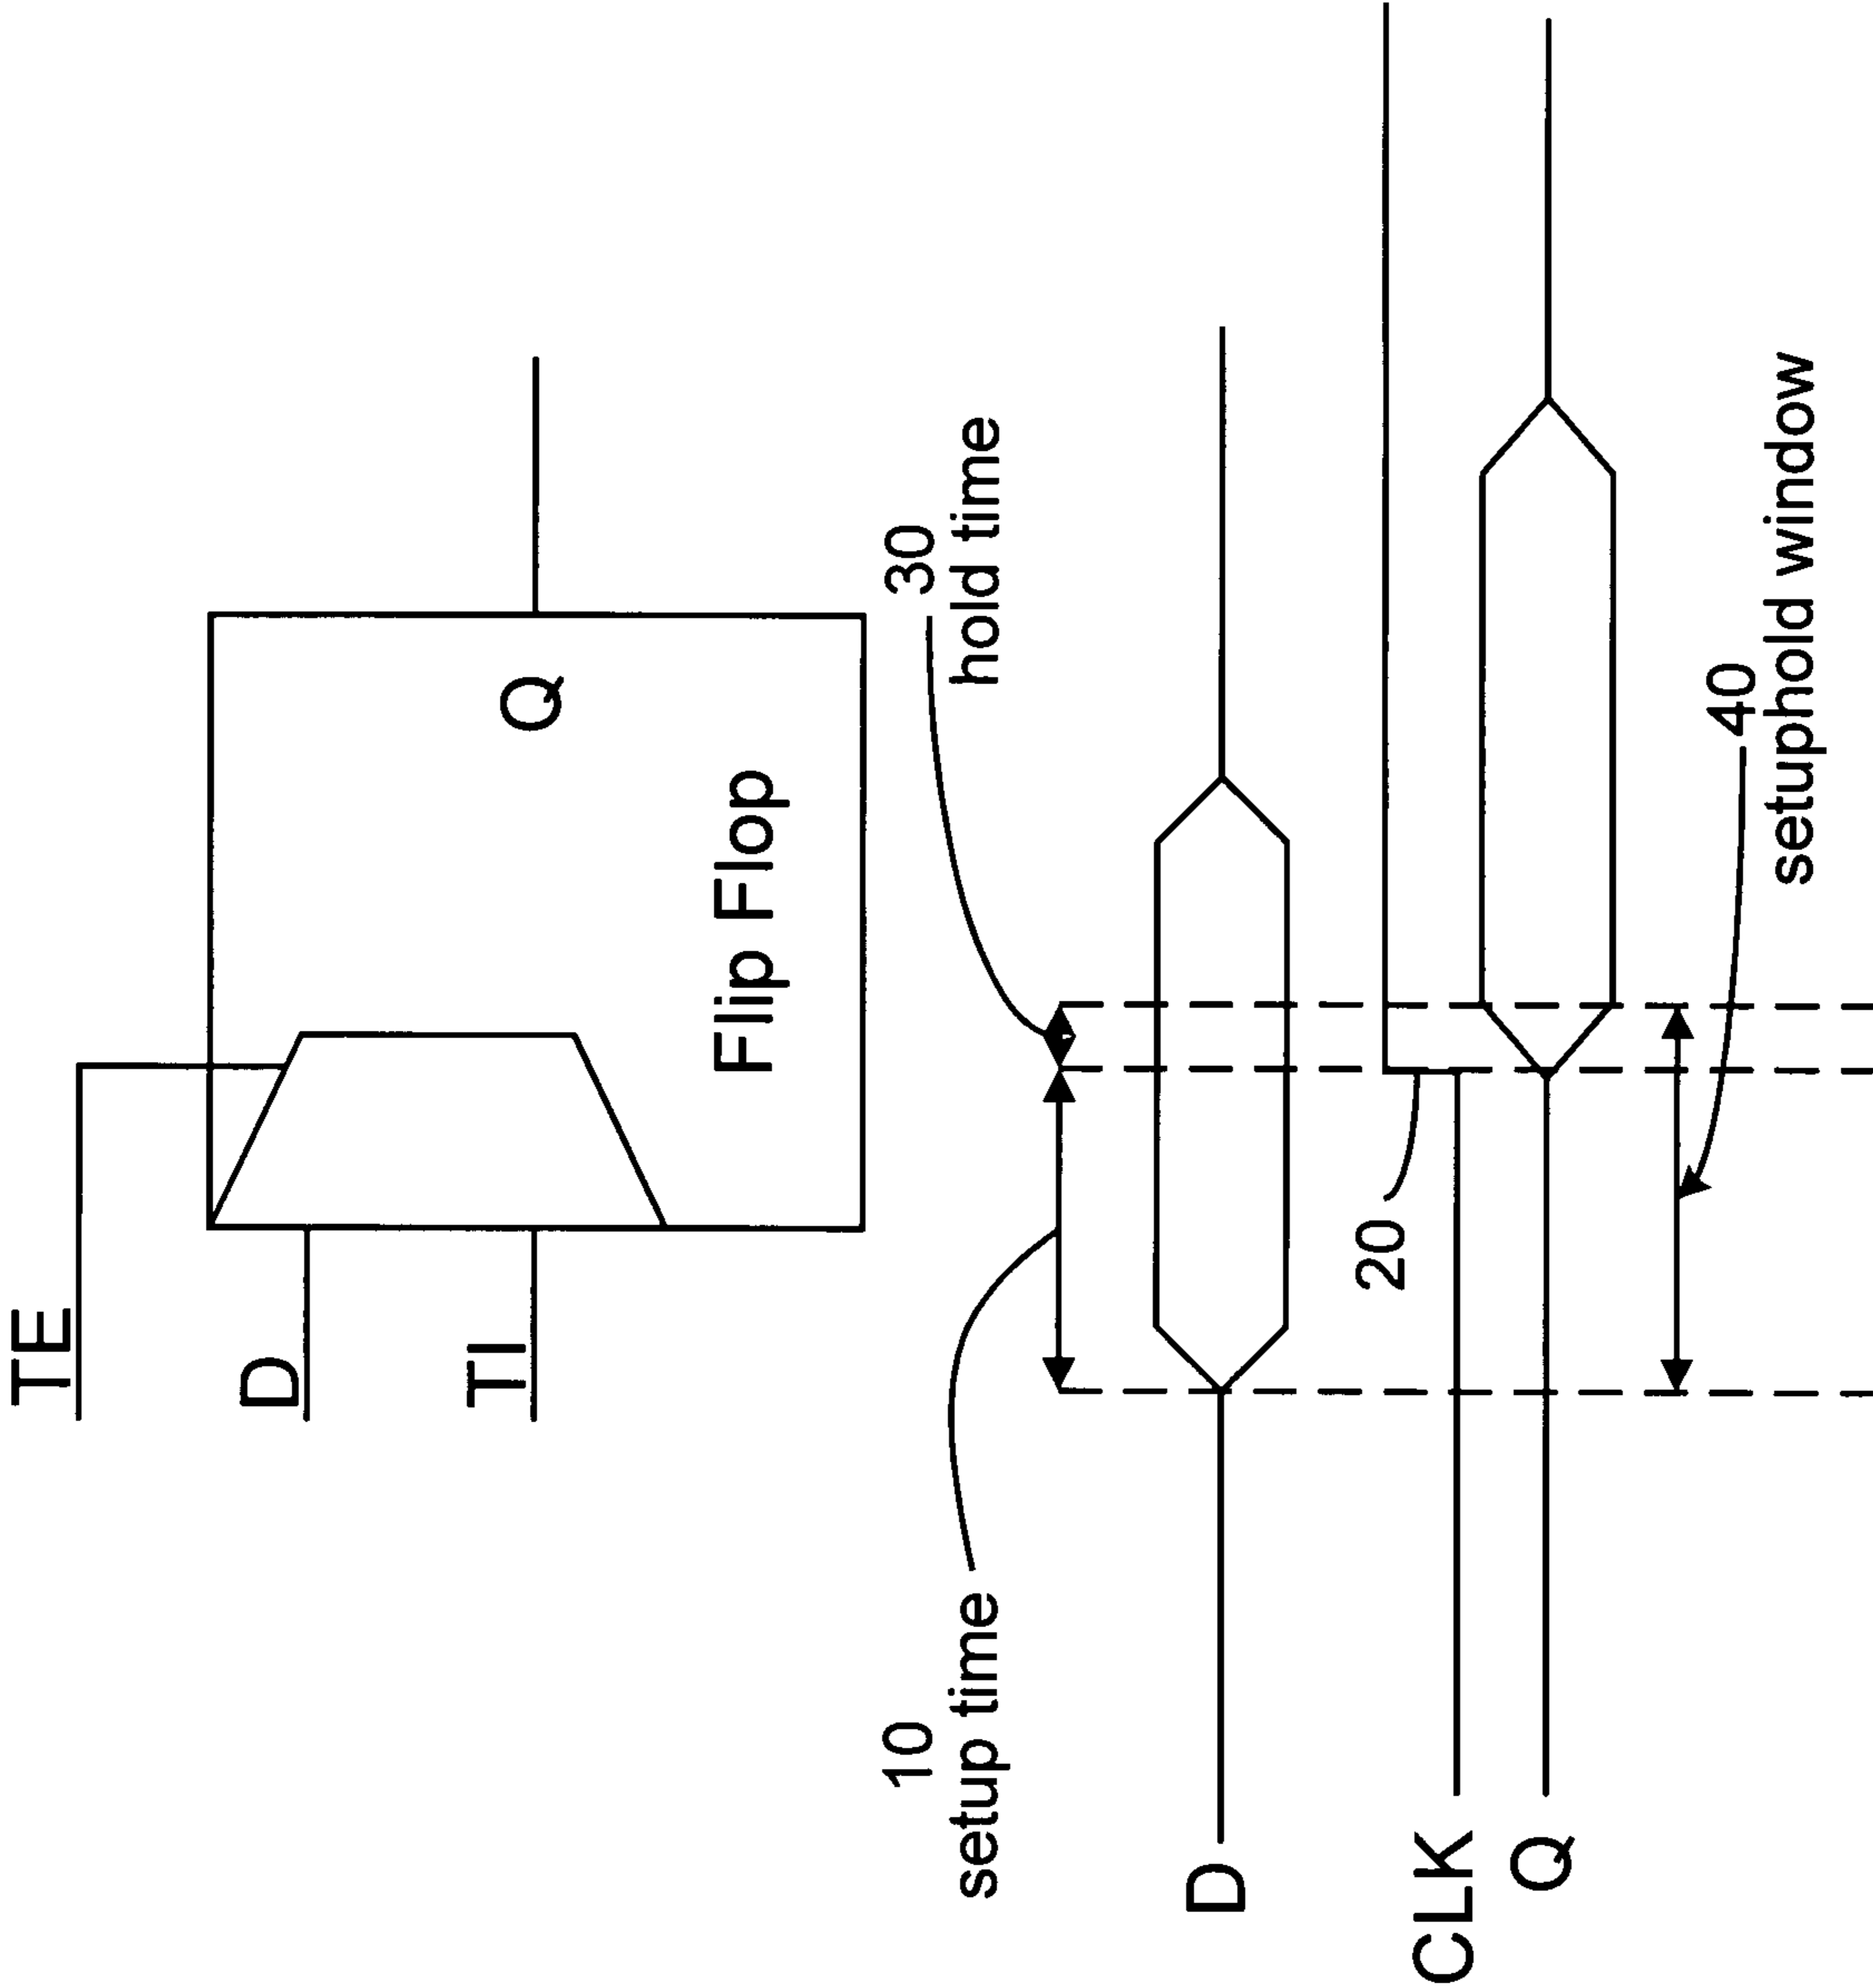 TE
D
TI
Q
Flip Flop
10
setup time
30
hold time
D
20
CLK
Q
40
setuphold window